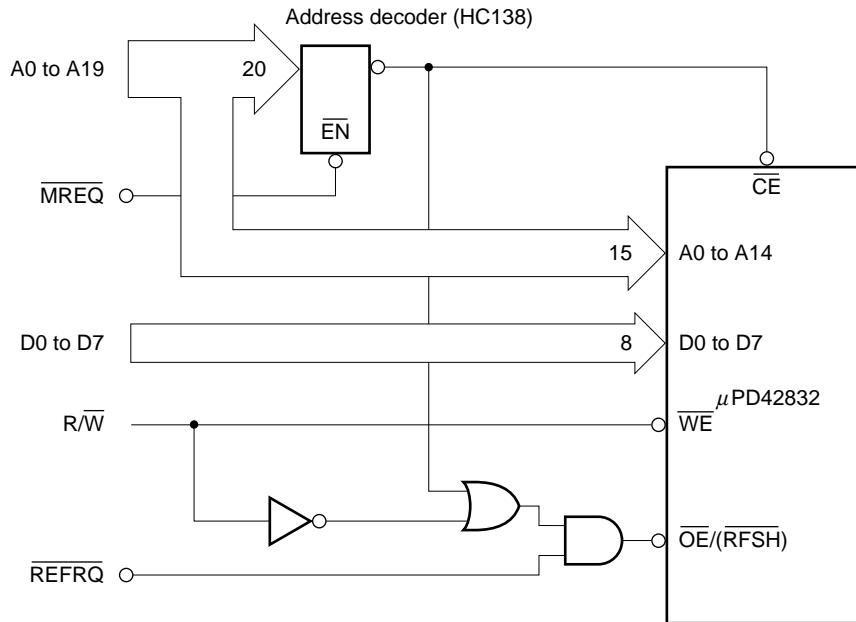 Address decoder (HC138)
A0 to A19
20
EN
MREQ
CE
15
A0 to A14
D0 to D7
8
D0 to D7
μPD42832
R/W
WE
OE/(RFSH)
REFRQ